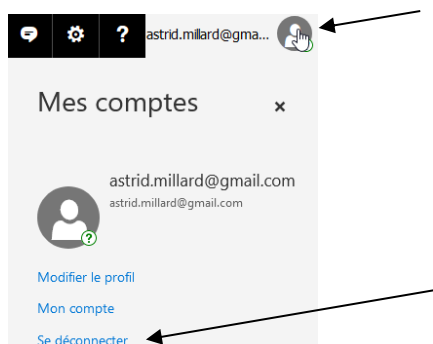 ? astrid.millard@gma...
Mes comptes ×
astrid.millard@gmail.com
astrid.millard@gmail.com
?
Modifier le profil
Mon compte
Se déconnecter